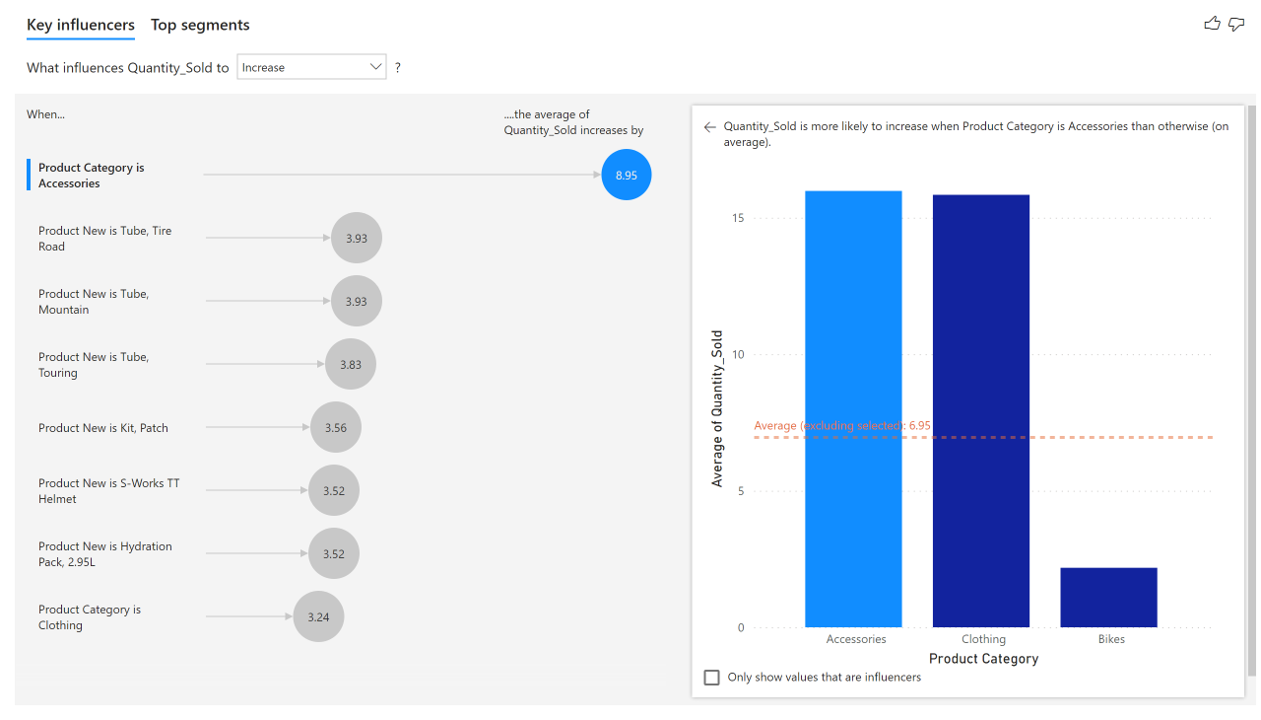 Key influencers
Top segments
What influences Quantity_Sold to
Increase
?
When...
....the average of
Quantity_Sold increases by
Product Category is
Accessories
8.95
Product New is Tube, Tire
Road
3.93
Product New is Tube,
Mountain
3.93
Product New is Tube,
Touring
3.83
Product New is Kit, Patch
3.56
Product New is S-Works TT
Helmet
3.52
Product New is Hydration
Pack, 2.95L
3.52
Product Category is
Clothing
3.24
Quantity_Sold is more likely to increase when Product Category is Accessories than otherwise (on
average).
Average of Quantity_Sold
15
10
5
0
Average (excluding selected): 6.95
Accessories
Clothing
Bikes
Product Category
Only show values that are influencers